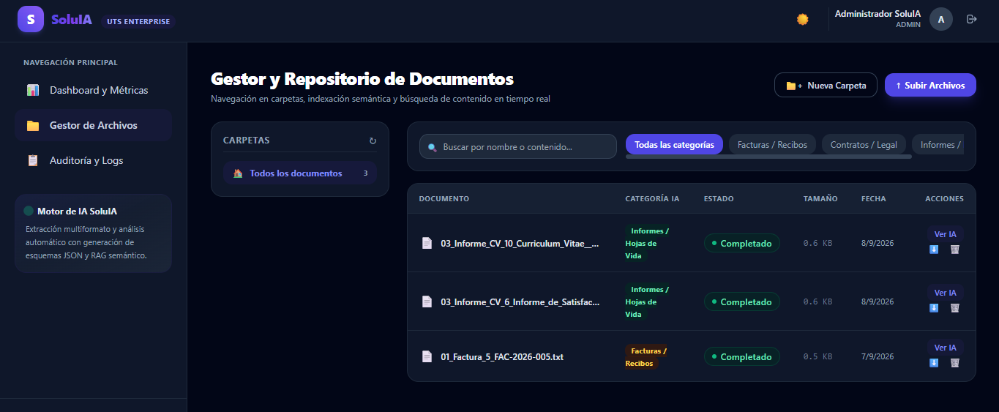 S SoluIA UTS ENTERPRISE
Administrador SoluIA
ADMIN
A
NAVEGACIÓN PRINCIPAL
Dashboard y Métricas
Gestor de Archivos
Auditoría y Logs
Motor de IA SoluIA
Extracción multiformato y análisis
automático con generación de
esquemas JSON y RAG semántico.
Gestor y Repositorio de Documentos
Navegación en carpetas, indexación semántica y búsqueda de contenido en tiempo real
+ Nueva Carpeta
↑ Subir Archivos
CARPETAS ↻
Todos los documentos 3
Buscar por nombre o contenido...
Todas las categorías
Facturas / Recibos
Contratos / Legal
Informes /
DOCUMENTO CATEGORÍA IA ESTADO TAMAÑO FECHA ACCIONES
03_Informe_CV_10_Curriculum_Vitae__...
Informes /
Hojas de
Vida
Completado
0.6 KB
8/9/2026
Ver IA
03_Informe_CV_6_Informe_de_Satisfac...
Informes /
Hojas de
Vida
Completado
0.6 KB
8/9/2026
Ver IA
01_Factura_5_FAC-2026-005.txt
Facturas /
Recibos
Completado
0.5 KB
7/9/2026
Ver IA